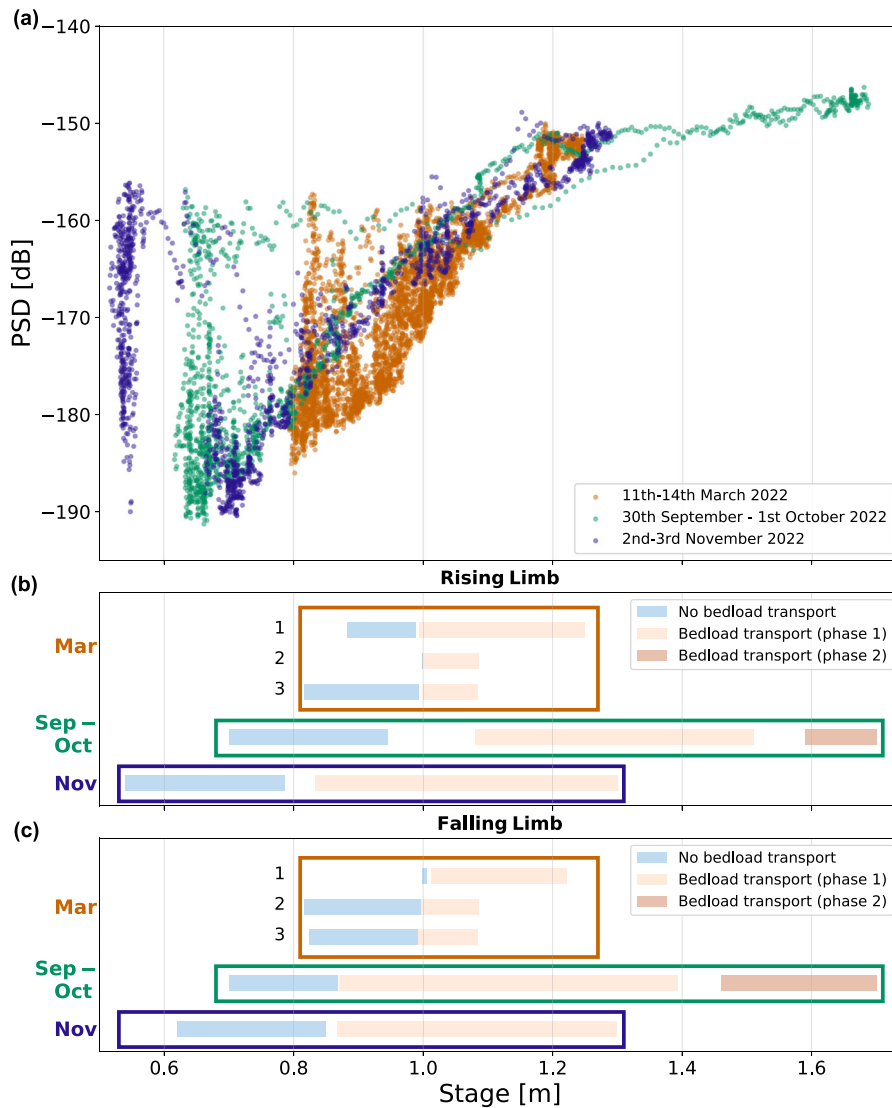 (a)
−140
−150
−160
−170
−180
−190
PSD [dB]
11th-14th March 2022
30th September - 1st October 2022
2nd-3rd November 2022
(b)
Rising Limb
Mar
1
2
3
Sep −
Oct
Nov
No bedload transport
Bedload transport (phase 1)
Bedload transport (phase 2)
(c)
Falling Limb
Mar
1
2
3
Sep −
Oct
Nov
No bedload transport
Bedload transport (phase 1)
Bedload transport (phase 2)
0.6 0.8 1.0 1.2 1.4 1.6
Stage [m]